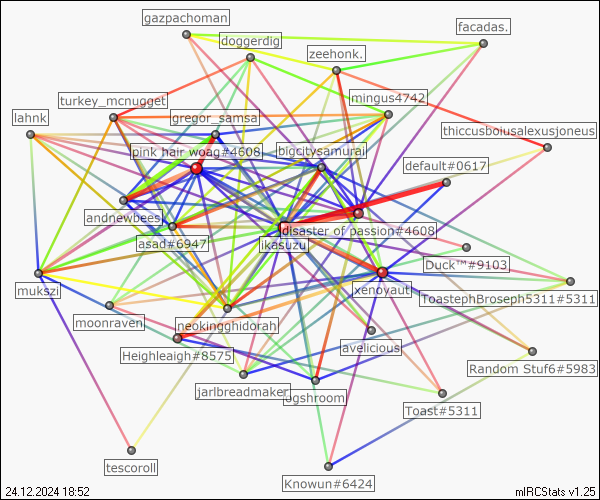 gazpachoman
facadas.
doggerdig
zeehonk.
turkey_mcnugget
mingus4742
lahnk
gregor_samsa
thiccusboiusalexusjoneus
pink hair woag#4608
bigcitysamurai
default#0617
andnewbees
disaster of passion#4608
asad#6947
ikasuzu
Duck™#9103
mukszi
xenoyaut
ToastephBroseph5311#5311
moonraven
neokingghidorah
Heighleaigh#8575
avelicious
Random Stuf6#5983
jarlbreadmaker
ogshroom
Toast#5311
tescoroll
Knowun#6424
24.12.2024 18:52
mIRCStats v1.25